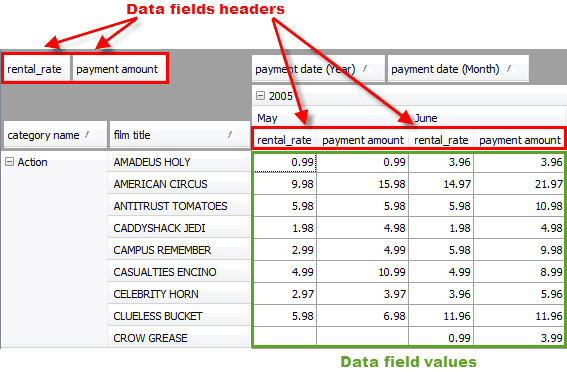 Data fields headers
rental_rate payment amount payment date (Year) payment date (Month)
2005
May June
category name film title rental_rate payment amount rental_rate payment amount
Action AMADEUS HOLY 0.99 0.99 3.96 3.96
AMERICAN CIRCUS 9.98 15.98 14.97 21.97
ANTITRUST TOMATOES 5.98 5.98 5.98 10.98
CADDYSHACK JEDI 1.98 4.98 1.98 4.98
CAMPUS REMEMBER 2.99 4.99 5.98 9.98
CASUALTIES ENCINO 4.99 10.99 4.99 8.99
CELEBRITY HORN 2.97 3.97 3.96 5.96
CLUELESS BUCKET 5.98 6.98 11.96 11.96
CROW GREASE 0.99 3.99
Data field values